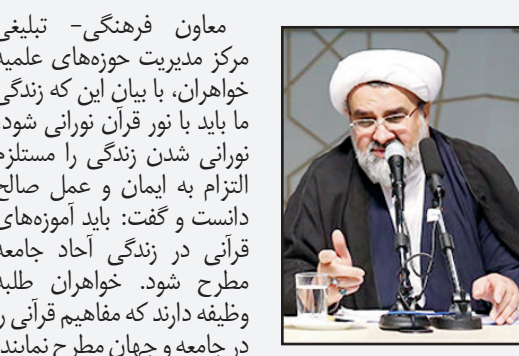 معاون فرهنگی- تبلیغی
مرکز مدیریت حوزه‌های علمیه
خواهران، با بیان این که زندگی
ما باید با نور قرآن نورانی شود،
نورانی شدن زندگی را مستلزم
التزام به ایمان و عمل صالح
دانست و گفت: باید آموزه‌های
قرآنی در زندگی آحاد جامعه
مطرح شود. خواهران طلبه
وظیفه دارند که مفاهیم قرآنی را
در جامعه و جهان مطرح نمایند.